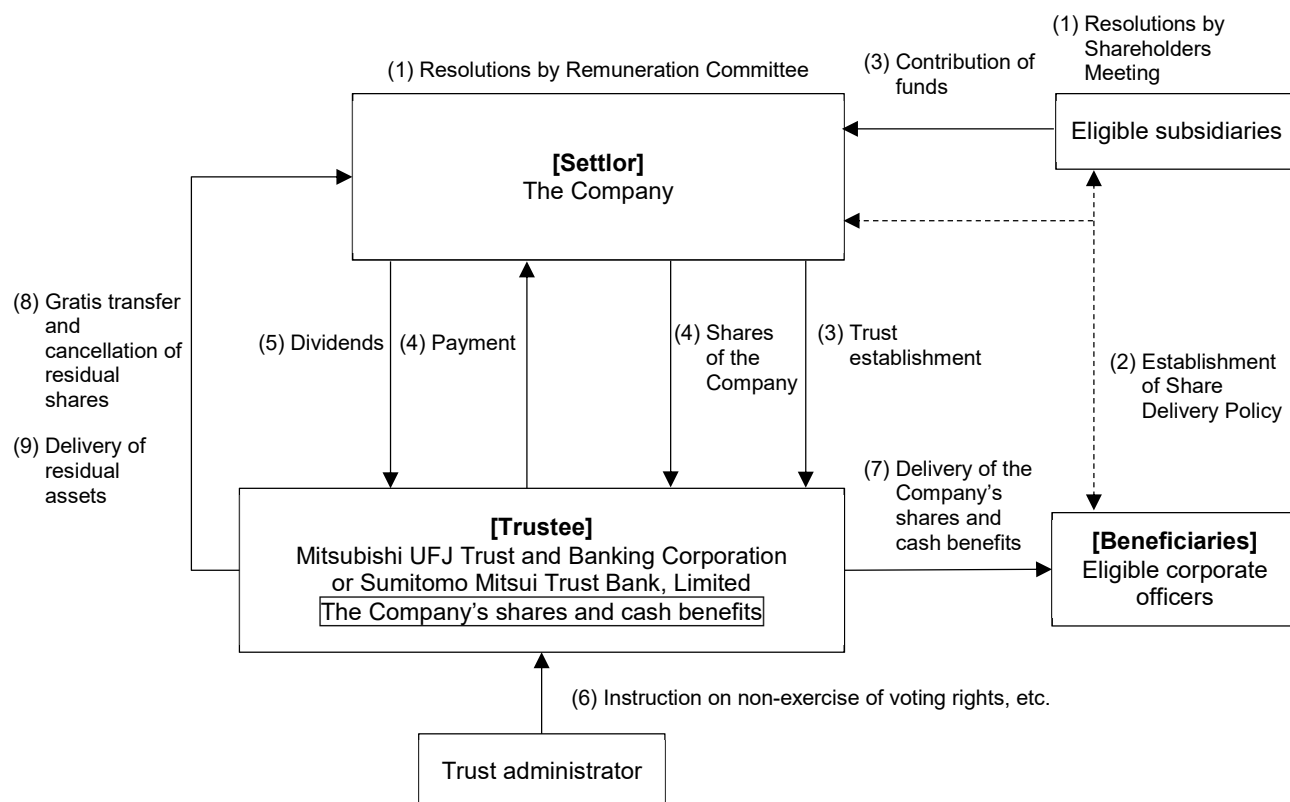 (1) Resolutions by
Shareholders
Meeting
(1) Resolutions by Remuneration Committee
(3) Contribution of
funds
Eligible subsidiaries
[Settlor]
The Company
(8) Gratis transfer
and
cancellation of
residual
shares
(9) Delivery of
residual
assets
(5) Dividends
(4) Payment
(4) Shares
of the
Company
(3) Trust
establishment
(2) Establishment
of Share
Delivery Policy
(7) Delivery of the
Company’s
shares and
cash benefits
[Trustee]
Mitsubishi UFJ Trust and Banking Corporation
or Sumitomo Mitsui Trust Bank, Limited
The Company’s shares and cash benefits
[Beneficiaries]
Eligible corporate
officers
(6) Instruction on non-exercise of voting rights, etc.
Trust administrator